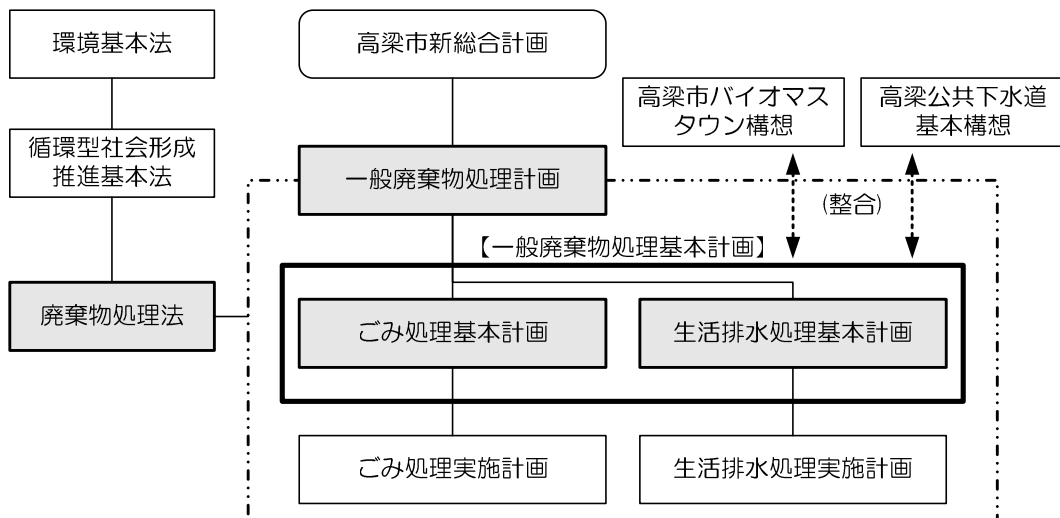 環境基本法
高梁市新総合計画
高梁市バイオマス
タウン構想
高梁公共下水道
基本構想
循環型社会形成
推進基本法
一般廃棄物処理計画
(整合)
【一般廃棄物処理基本計画】
廃棄物処理法
ごみ処理基本計画
生活排水処理基本計画
ごみ処理実施計画
生活排水処理実施計画